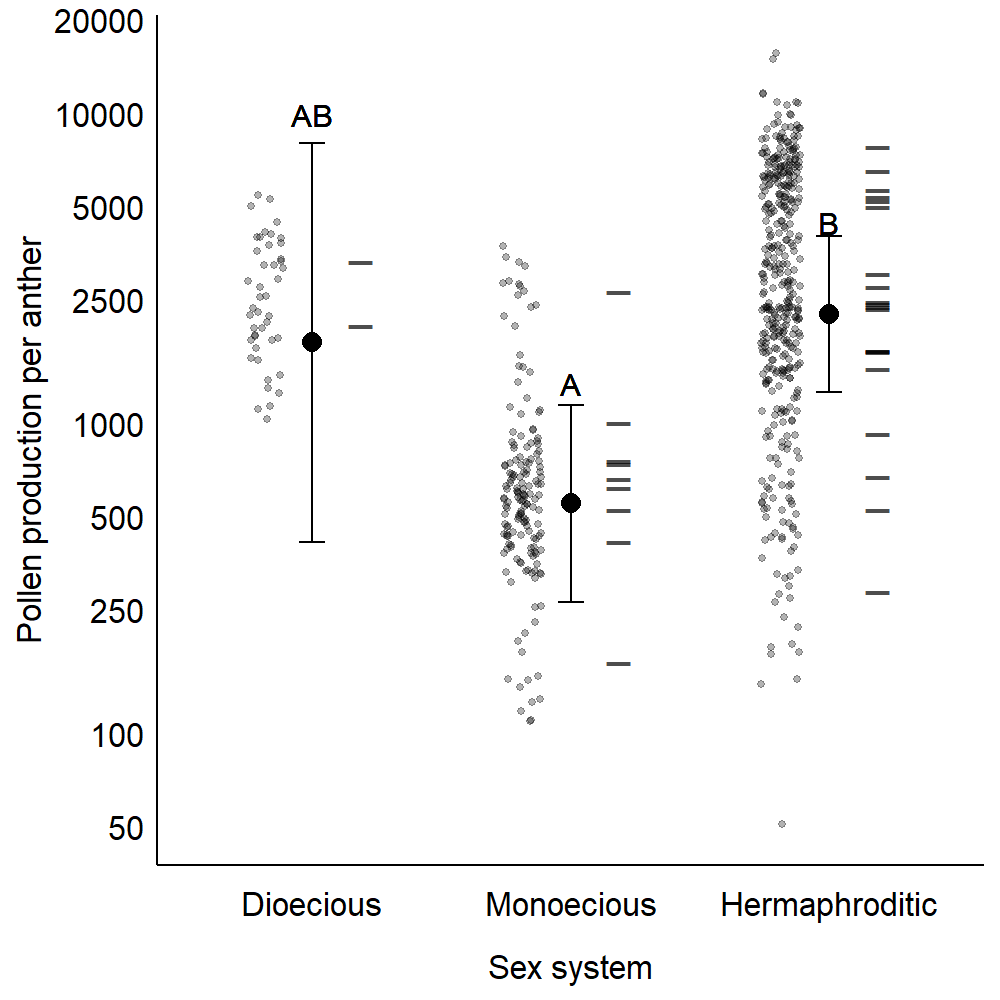 20000
10000
5000
2500
1000
500
250
100
50
Pollen production per anther
AB
A
B
Dioecious
Monoecious
Hermaphroditic
Sex system